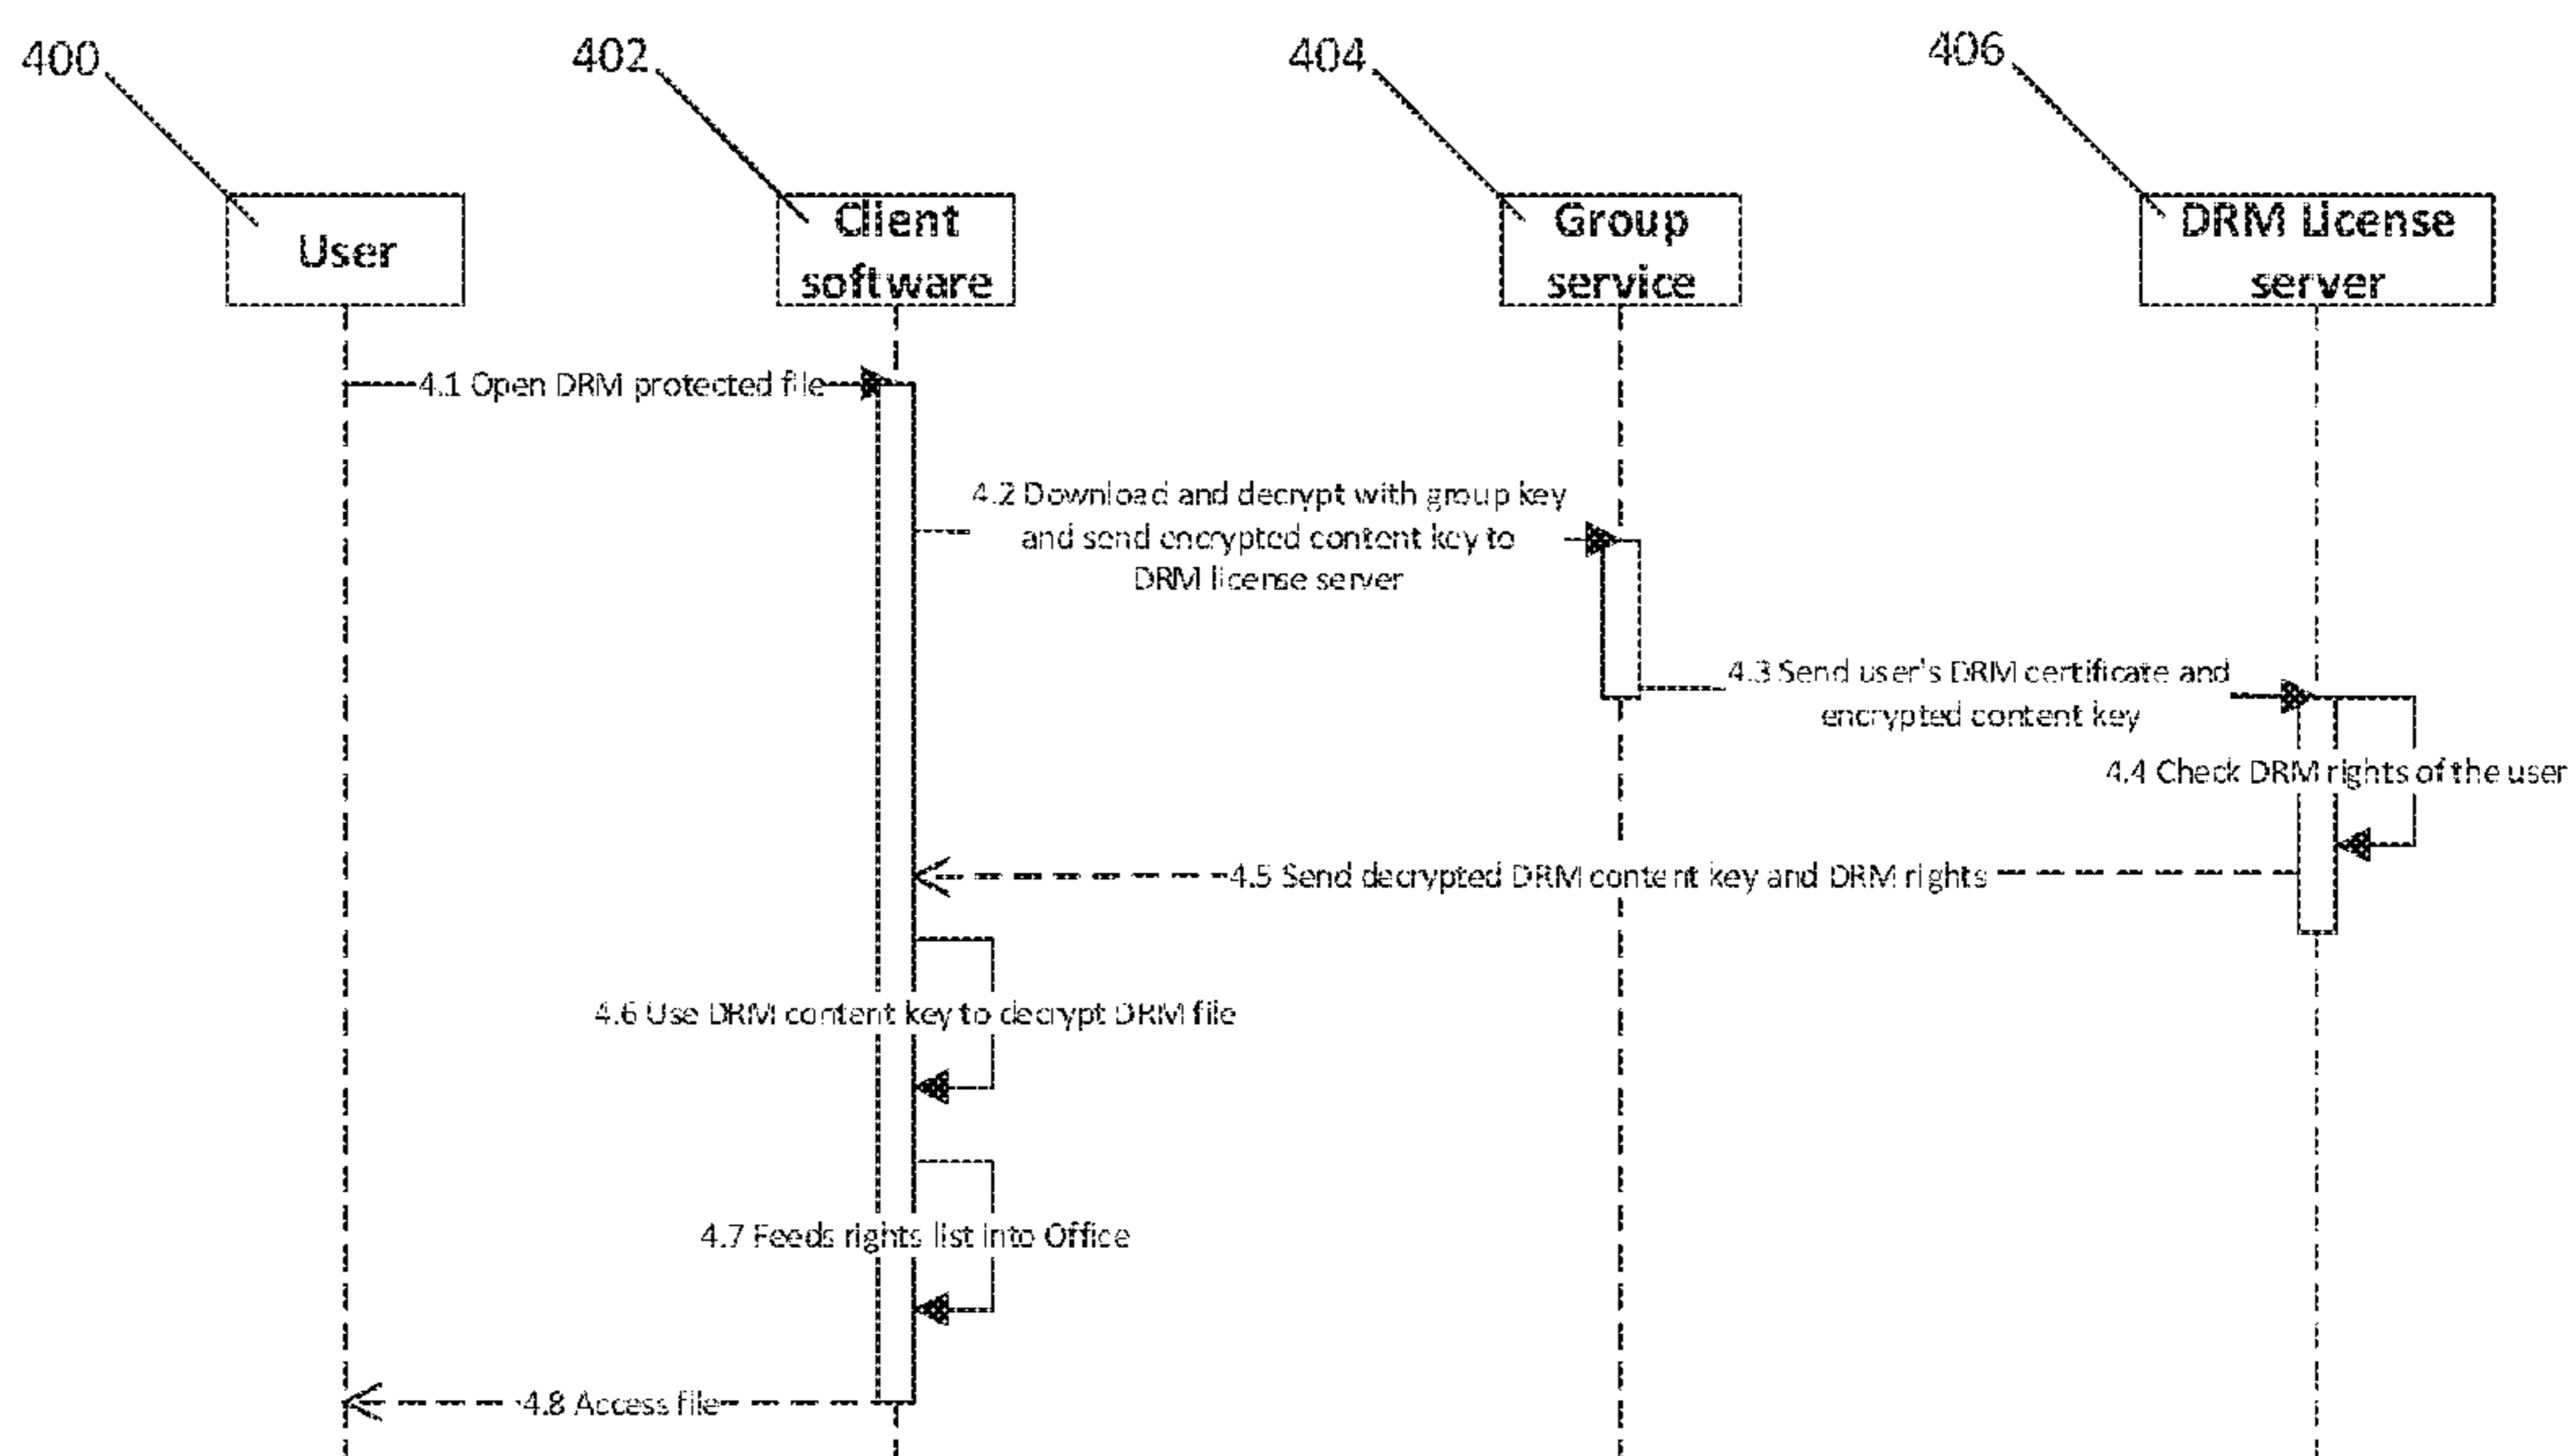 400
402
404
406
User
Client
software
Group
service
DRM License
server
4.1 Open DRM protected file
4.2 Download and decrypt with group key
and send encrypted content key to
DRM license server
4.3 Send user's DRM certificate and
encrypted content key
4.4 Check DRM rights of the user
4.5 Send decrypted DRM content key and DRM rights
4.6 Use DRM content key to decrypt DRM file
4.7 Feeds rights list into Office
4.8 Access file